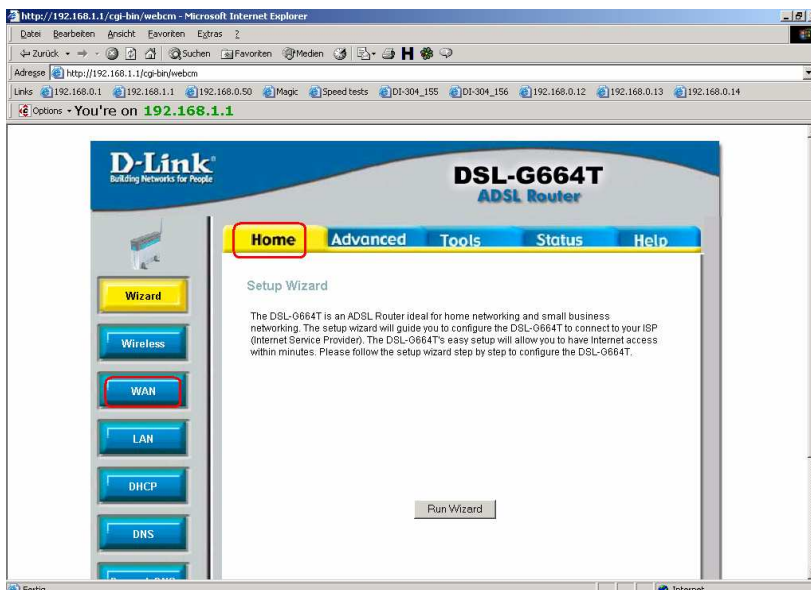 http://192.168.1.1/cgi-bin/webcm - Microsoft Internet Explorer
Datei Bearbeiten Ansicht Favoriten Extras ?
Zurück Suchen Favoriten Medien
Adresse http://192.168.1.1/cgi-bin/webcm
Links 192.168.0.1 192.168.1.1 192.168.0.50 Magic Speed tests DI-304_155 DI-304_156 192.168.0.12 192.168.0.13 192.168.0.14
Options You're on 192.168.1.1
D-Link®
Building Networks for People
DSL-G664T
ADSL Router
Home Advanced Tools Status Help
Wizard
Wireless
WAN
LAN
DHCP
DNS
Setup Wizard
The DSL-G664T is an ADSL Router ideal for home networking and small business
networking. The setup wizard will guide you to configure the DSL-G664T to connect to your ISP
(Internet Service Provider). The DSL-G664T's easy setup will allow you to have Internet access
within minutes. Please follow the setup wizard step by step to configure the DSL-G664T.
Run Wizard
Fertig Internet